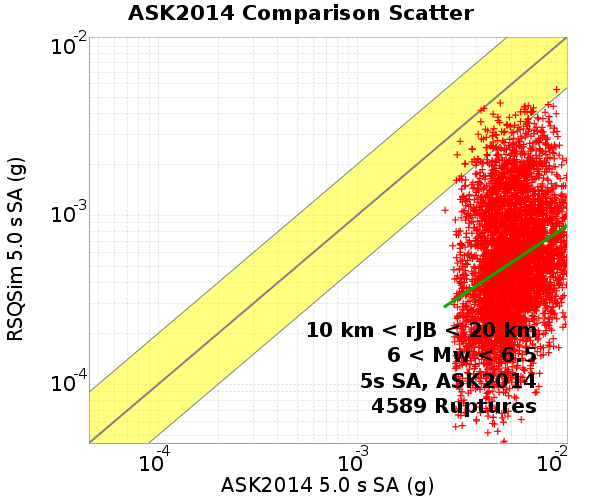 ASK2014 Comparison Scatter
10⁻²
10⁻³
10⁻⁴
RSQSim 5.0 s SA (g)
10 km < rJB < 20 km
6 < Mw < 6.5
5s SA, ASK2014
4589 Ruptures
10⁻⁴ 10⁻³ 10⁻²
ASK2014 5.0 s SA (g)